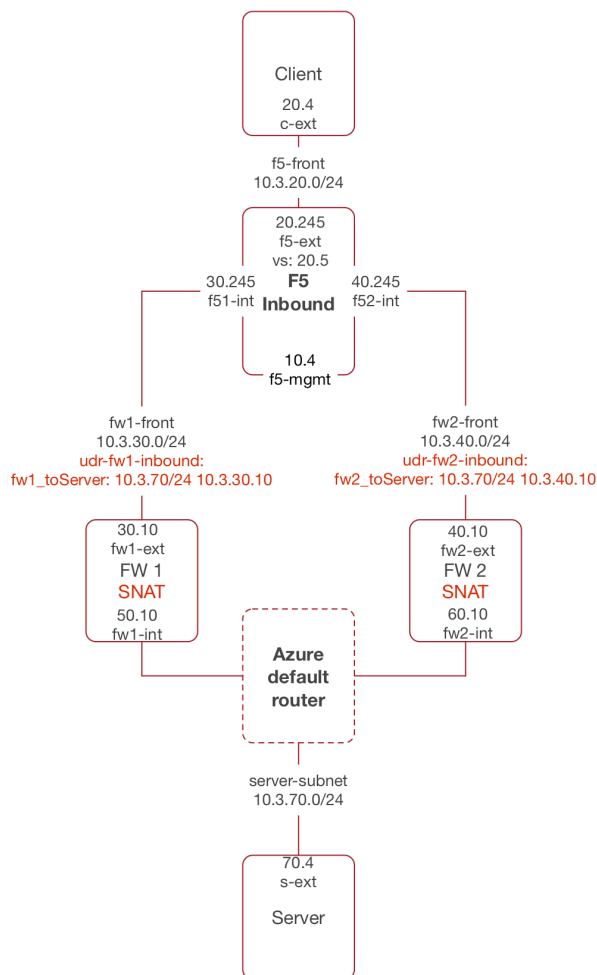 Client
20.4
c-ext
f5-front
10.3.20.0/24
20.245
f5-ext
vs: 20.5
30.245
f51-int
F5
Inbound
40.245
f52-int
10.4
f5-mgmt
fw1-front
10.3.30.0/24
udr-fw1-inbound:
fw1_toServer: 10.3.70/24 10.3.30.10
fw2-front
10.3.40.0/24
udr-fw2-inbound:
fw2_toServer: 10.3.70/24 10.3.40.10
30.10
fw1-ext
FW 1
SNAT
50.10
fw1-int
40.10
fw2-ext
FW 2
SNAT
60.10
fw2-int
Azure
default
router
server-subnet
10.3.70.0/24
70.4
s-ext
Server